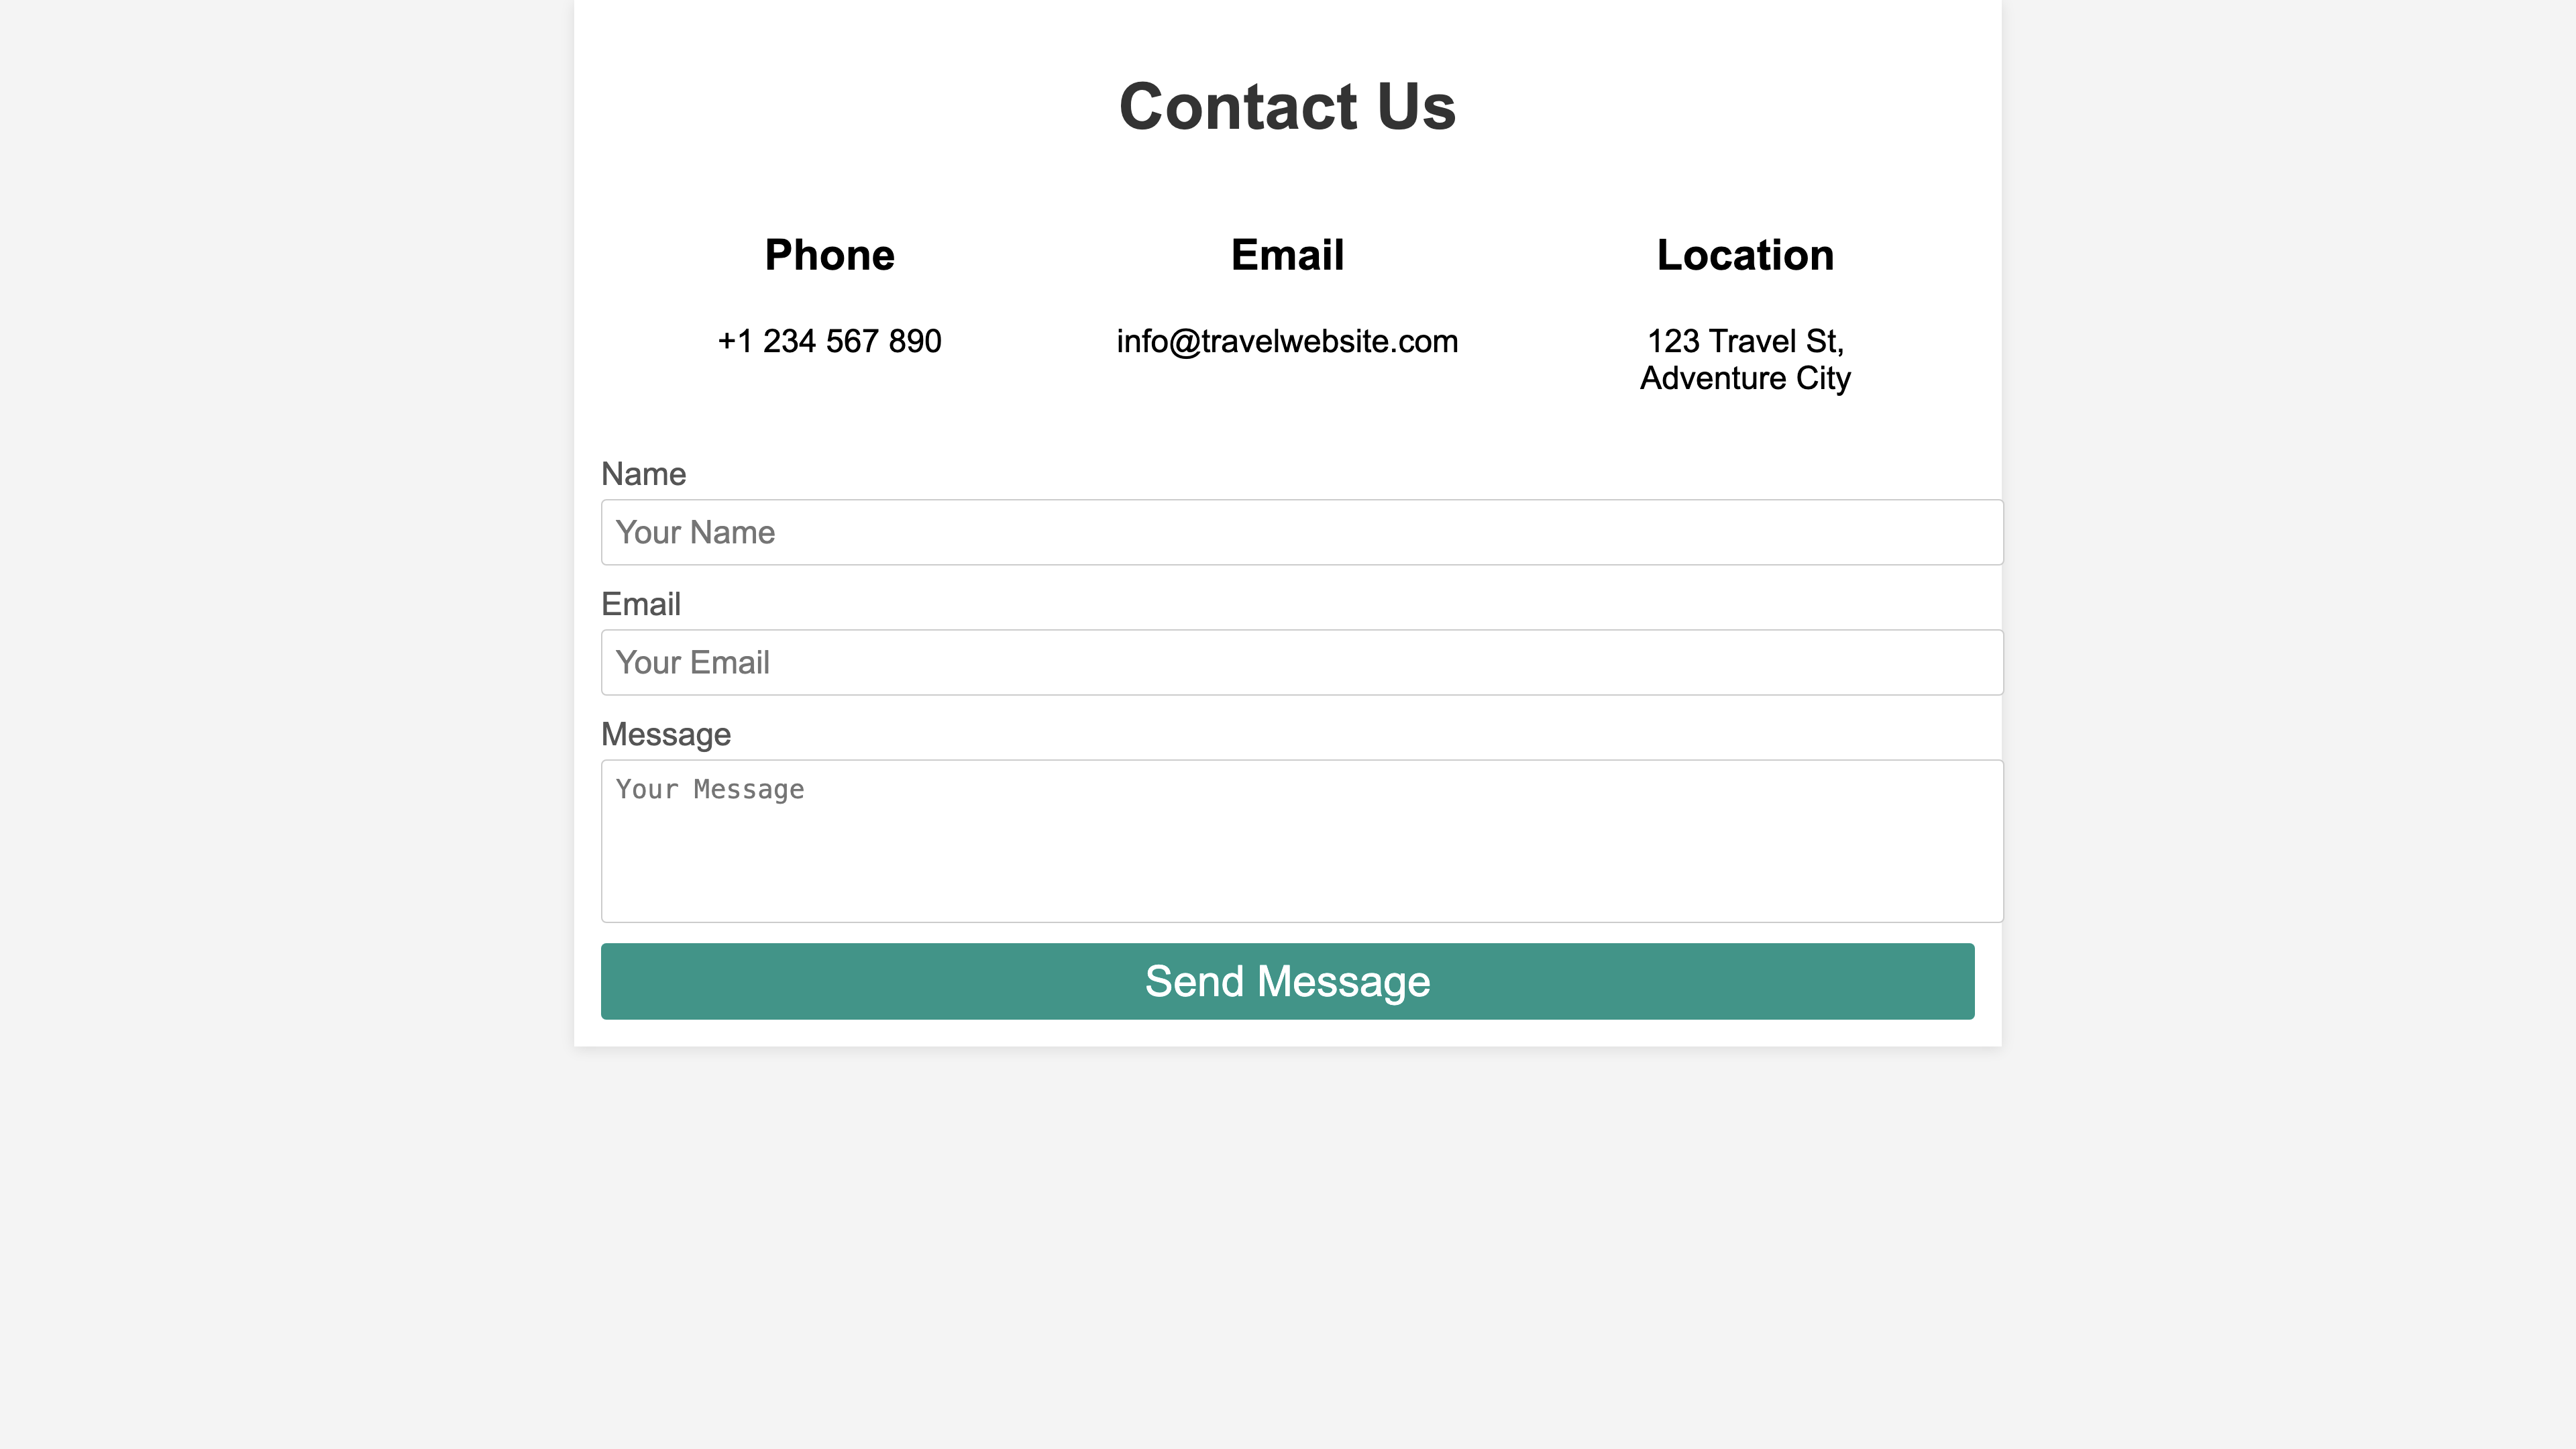 Contact Us
Phone
+1 234 567 890
Email
info@travelwebsite.com
Location
123 Travel St,
Adventure City
Name
Your Name
Email
Your Email
Message
Your Message
Send Message